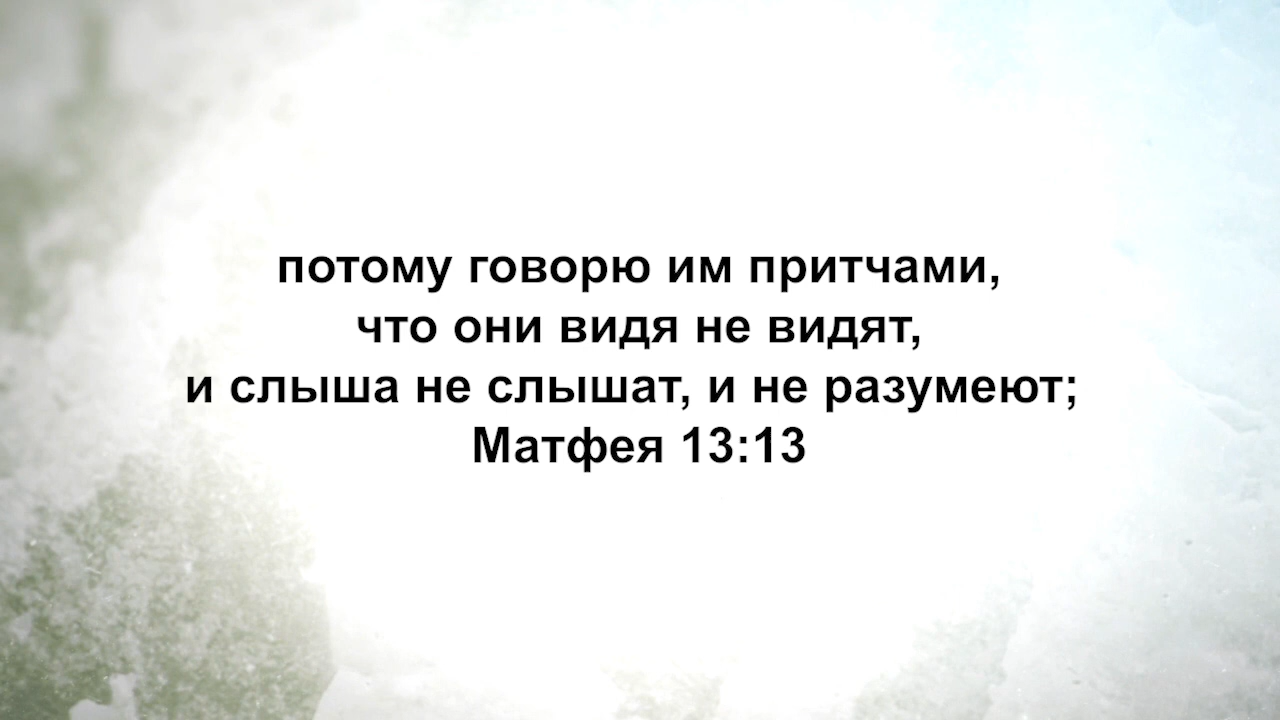 потому говорю им притчами,
что они видя не видят,
и слыша не слышат, и не разумеют;
Матфея 13:13